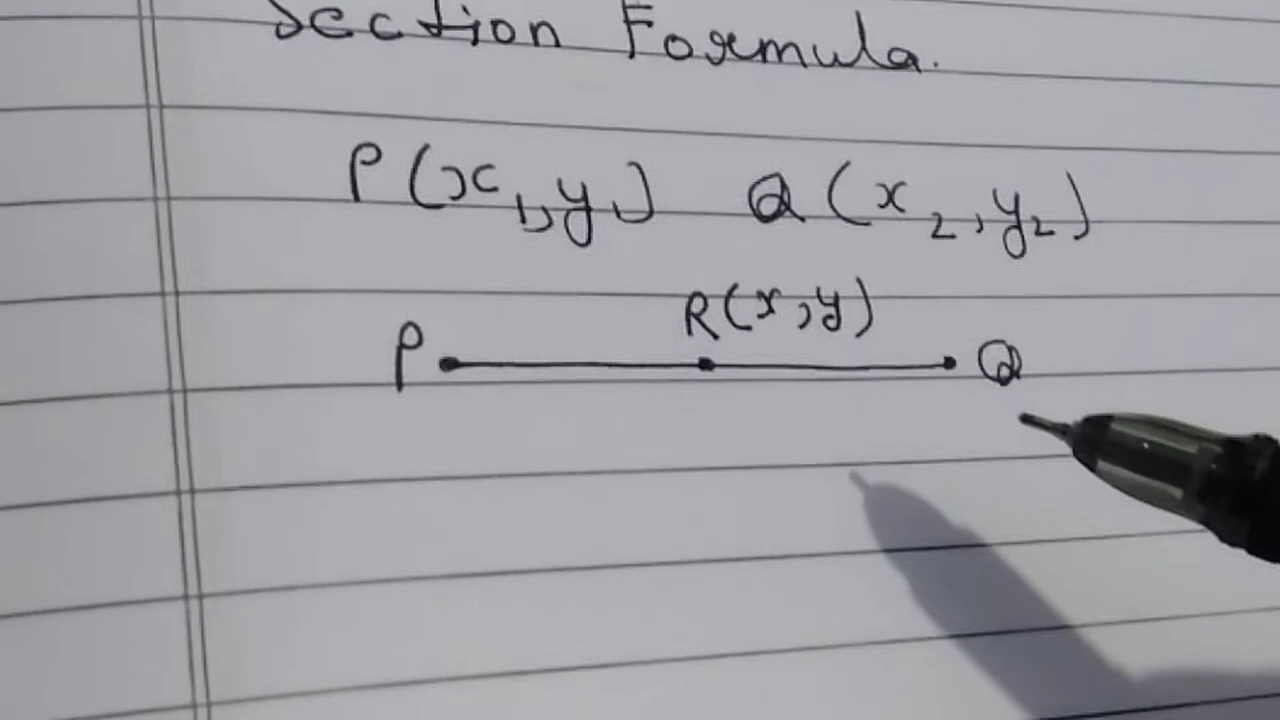 Section Formula.
P(x₁, y₁) Q(x₂, y₂)
R(x, y)
P Q